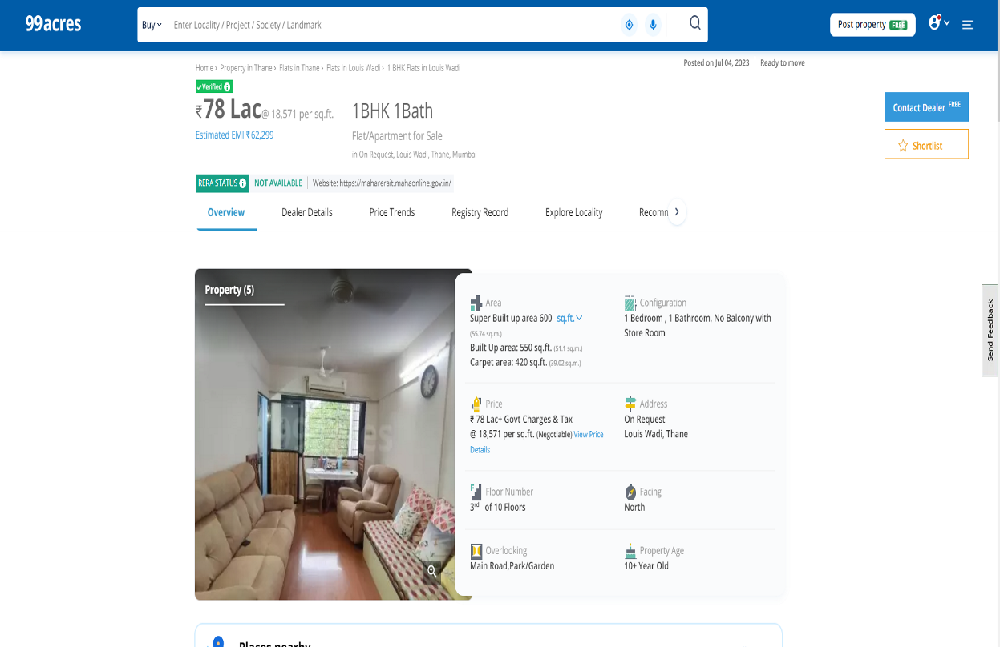 99acres
Buy
Enter Locality / Project / Society / Landmark
Post property FREE
Home › Property in Thane › Flats in Thane › Flats in Louis Wadi › 1 BHK Flats in Louis Wadi
Posted on Jul 04, 2023 | Ready to move
Verified
₹78 Lac @ 18,571 per sq.ft.
Estimated EMI ₹62,299
1BHK 1Bath
Flat/Apartment for Sale
in On Request, Louis Wadi, Thane, Mumbai
Contact Dealer FREE
Shortlist
RERA STATUS NOT AVAILABLE Website: https://maharerait.mahaonline.gov.in/
Overview Dealer Details Price Trends Registry Record Explore Locality Recomn
Property (5)
Area
Super Built up area 600 sq.ft.
(55.74 sq.m.)
Built Up area: 550 sq.ft. (51.1 sq.m.)
Carpet area: 420 sq.ft. (39.02 sq.m.)
Configuration
1 Bedroom , 1 Bathroom, No Balcony with
Store Room
Price
₹ 78 Lac+ Govt Charges & Tax
@ 18,571 per sq.ft. (Negotiable) View Price
Details
Address
On Request
Louis Wadi, Thane
Floor Number
3rd of 10 Floors
Facing
North
Overlooking
Main Road,Park/Garden
Property Age
10+ Year Old
Send Feedback
Places nearby